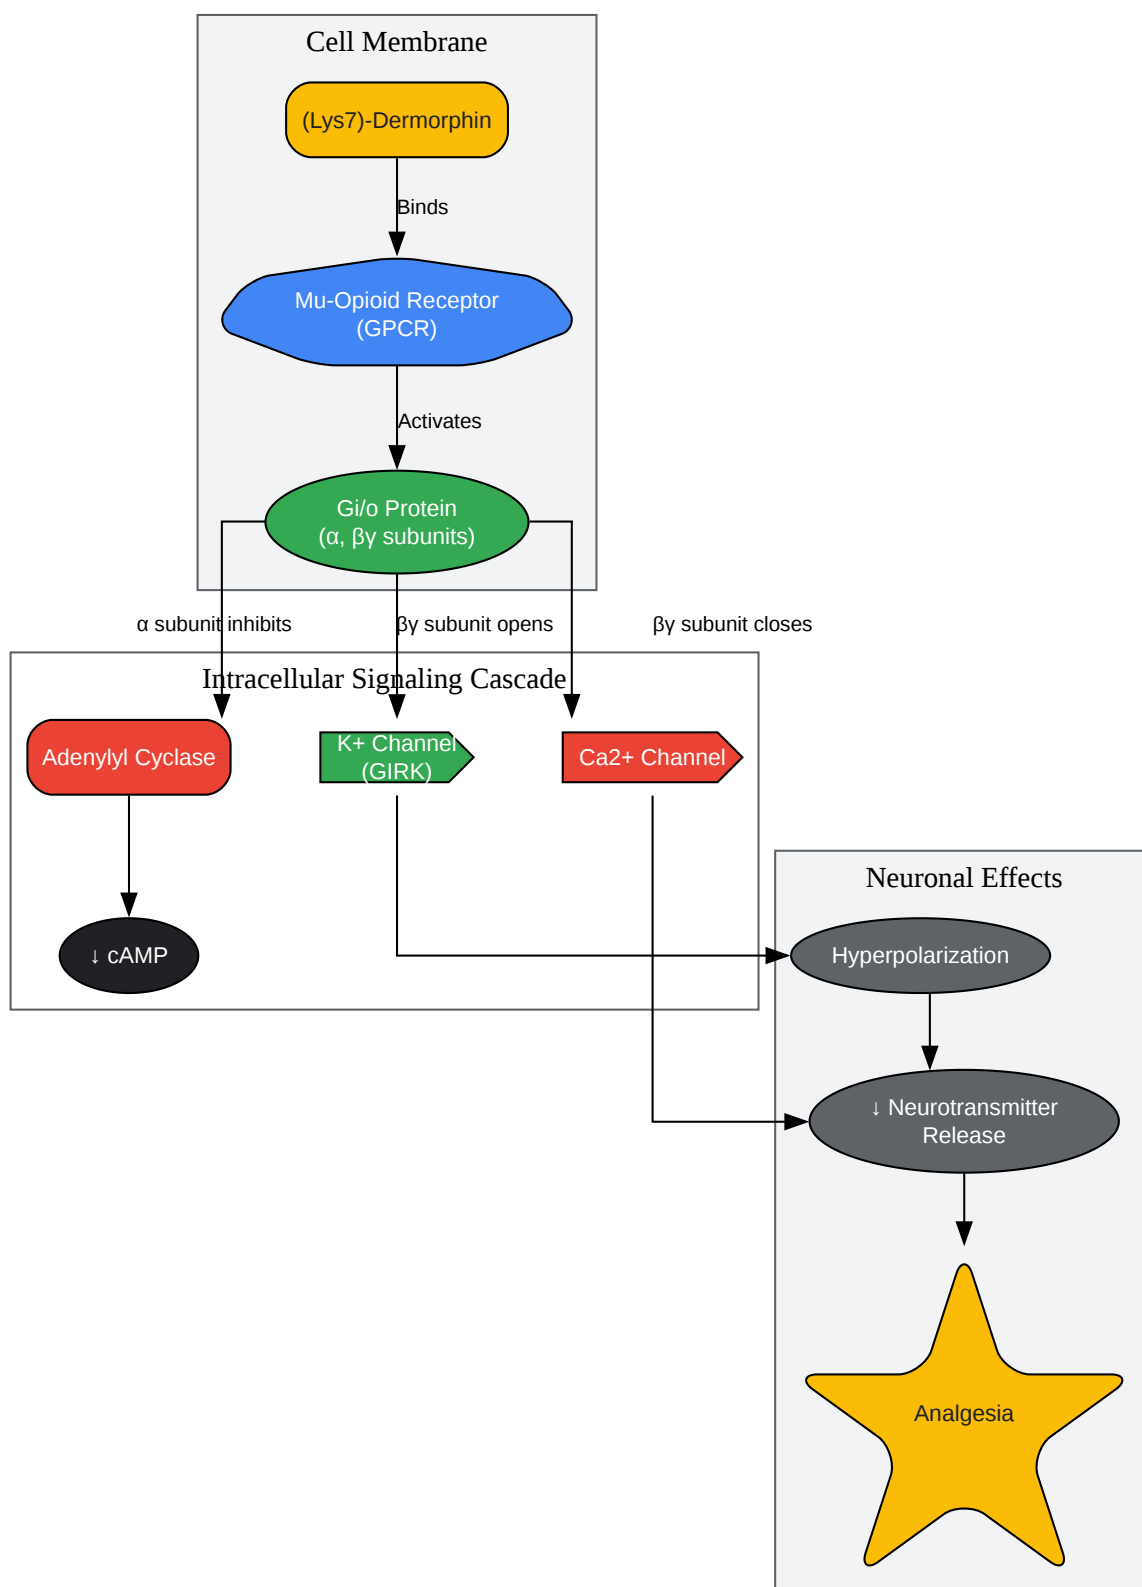 Cell Membrane
(Lys7)-Dermorphin
Binds
Mu-Opioid Receptor
(GPCR)
Activates
Gi/o Protein
(α, βγ subunits)
α subunit inhibits
βγ subunit opens
βγ subunit closes
Intracellular Signaling Cascade
Adenylyl Cyclase
K+ Channel
(GIRK)
Ca2+ Channel
Neuronal Effects
↓ cAMP
Hyperpolarization
↓ Neurotransmitter
Release
Analgesia